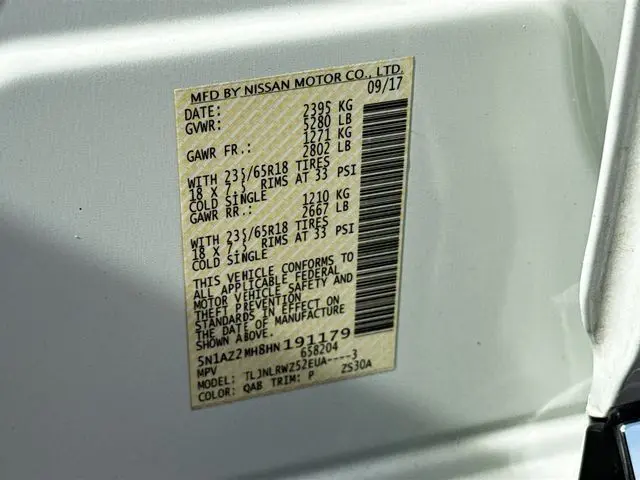 MFD BY NISSAN MOTOR CO., LTD.
DATE: 09/17
GVWR: 2395 KG
5280 LB
GAWR FR.: 1271 KG
2802 LB
WITH 235/65R18 TIRES
18 X 7.5 RIMS AT 33 PSI
COLD SINGLE
GAWR RR.: 1210 KG
2667 LB
WITH 235/65R18 TIRES
18 X 7.5 RIMS AT 33 PSI
COLD SINGLE
THIS VEHICLE CONFORMS TO
ALL APPLICABLE FEDERAL
MOTOR VEHICLE SAFETY AND
THEFT PREVENTION
STANDARDS IN EFFECT ON
THE DATE OF MANUFACTURE
SHOWN ABOVE.
5N1AZ2MH8HN191179
MPV 658204
MODEL: TLJNLRWZ52EUA----3
COLOR: QAB TRIM: P ZS30A